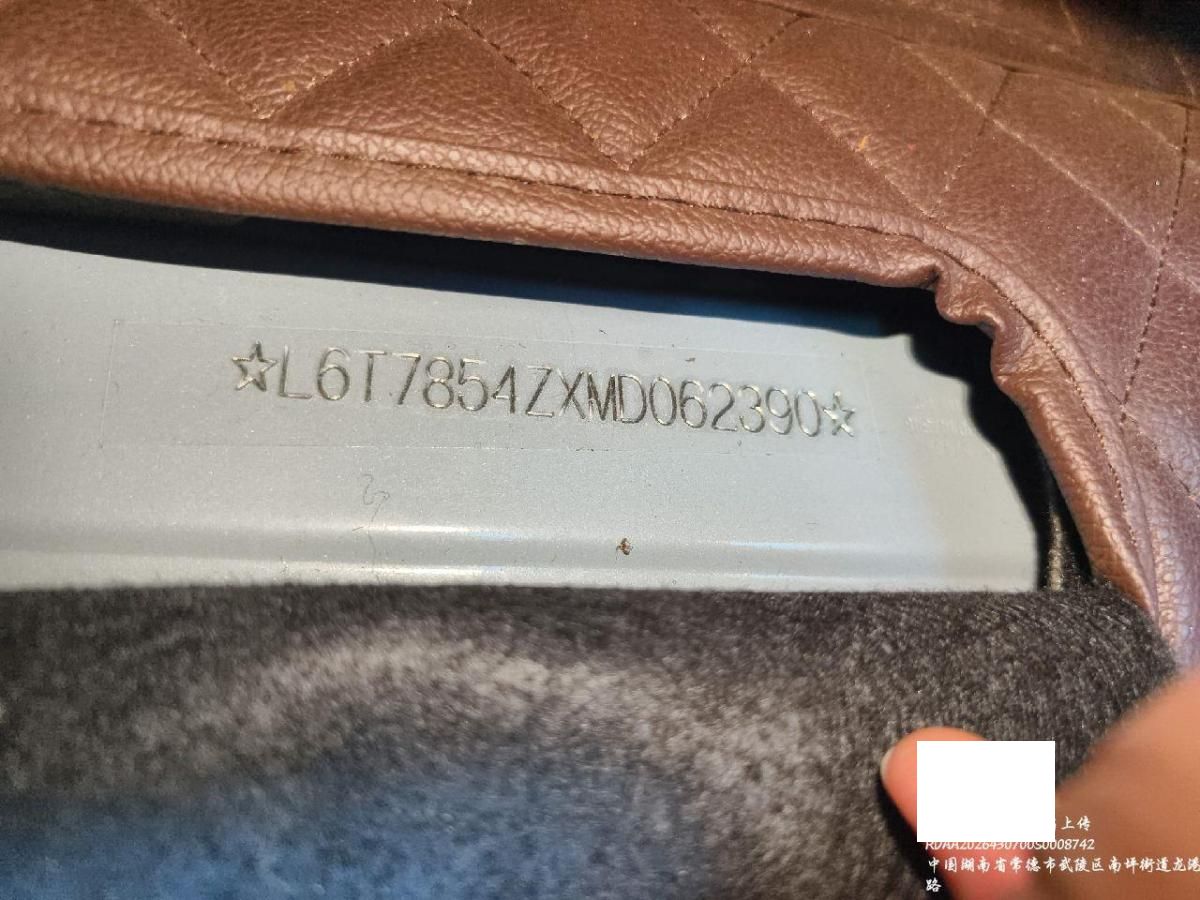 ☆L6T7854ZXMD062390☆
上传
RDAA2026430700S0008742
中国湖南省常德市武陵区南坪街道龙港
路